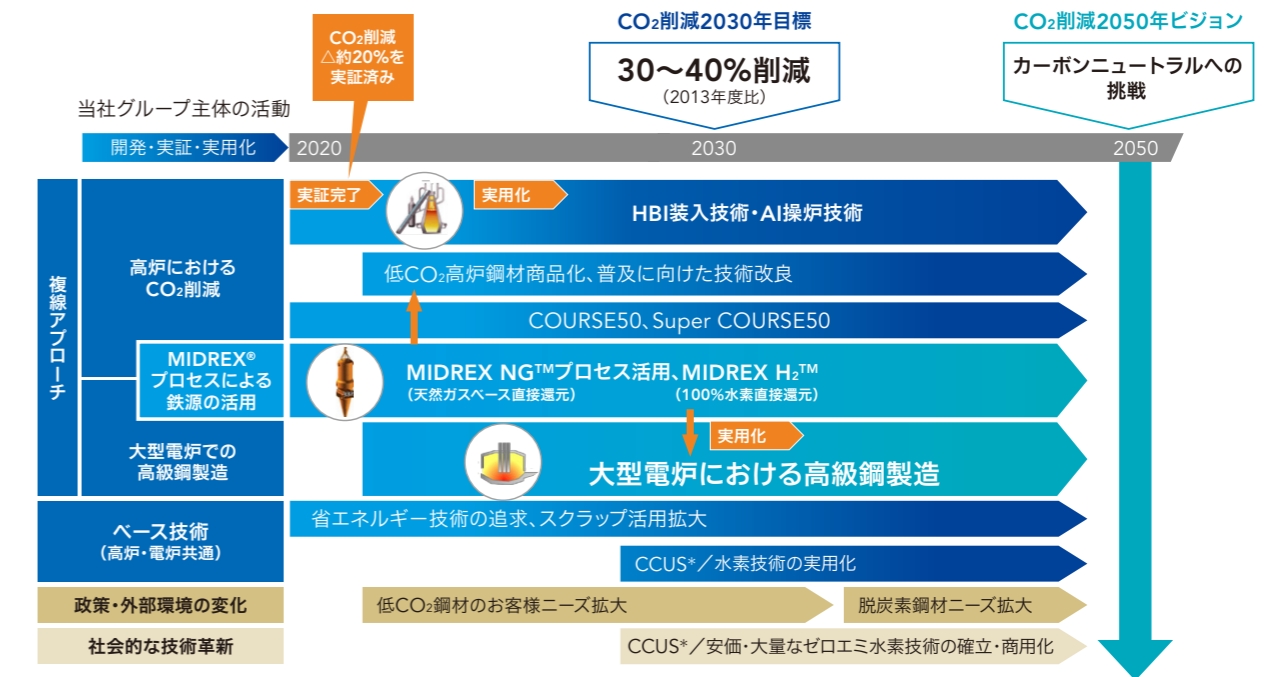 CO₂削減
△約20%を
実証済み
CO₂削減2030年目標
30〜40%削減
（2013年度比）
CO₂削減2050年ビジョン
カーボンニュートラルへの
挑戦
当社グループ主体の活動
開発・実証・実用化
2020
2030
2050
複線アプローチ
高炉における
CO₂削減
実証完了
実用化
HBI装入技術・AI操炉技術
低CO₂高炉鋼材商品化、普及に向けた技術改良
COURSE50、Super COURSE50
MIDREX®
プロセスによる
鉄源の活用
MIDREX NG™プロセス活用、MIDREX H₂™
（天然ガスベース直接還元）
（100%水素直接還元）
大型電炉での
高級鋼製造
実用化
大型電炉における高級鋼製造
ベース技術
（高炉・電炉共通）
省エネルギー技術の追求、スクラップ活用拡大
CCUS*／水素技術の実用化
政策・外部環境の変化
低CO₂鋼材のお客様ニーズ拡大
脱炭素鋼材ニーズ拡大
社会的な技術革新
CCUS*／安価・大量なゼロエミ水素技術の確立・商用化